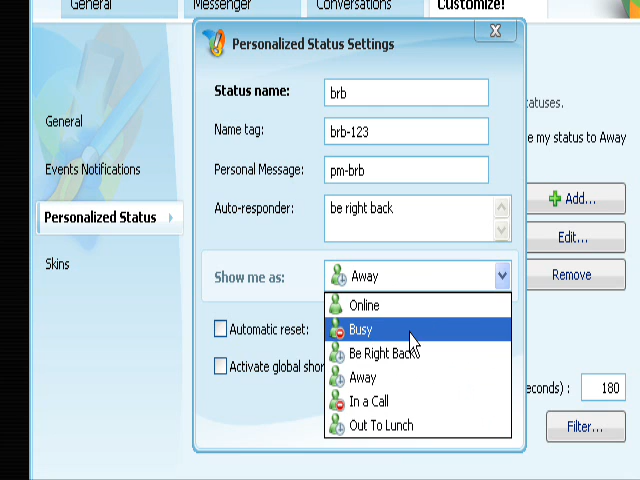 General
Messenger
Conversations
Customize!
Personalized Status Settings
x
Status name:
brb
Name tag:
brb-123
Personal Message:
pm-brb
Auto-responder:
be right back
Show me as:
Away
Online
Busy
Be Right Back
Away
In a Call
Out To Lunch
Automatic reset:
Activate global shor
General
Events Notifications
Personalized Status
Skins
tatuses.
e my status to Away
Add...
Edit...
Remove
econds) :
180
Filter...